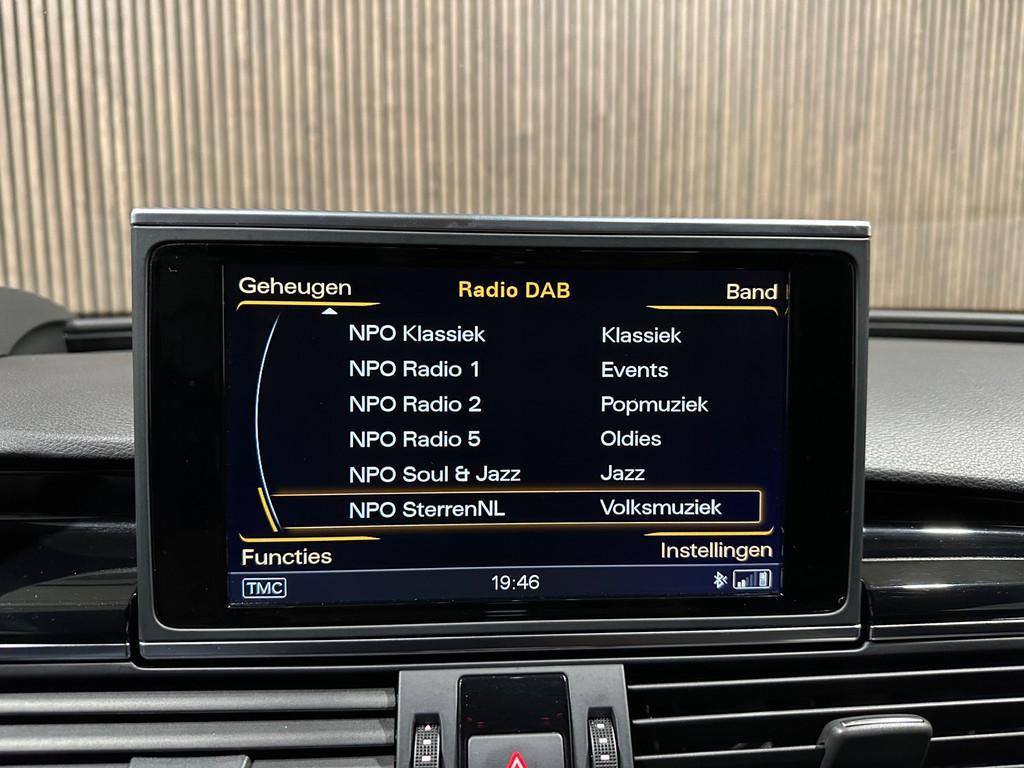 Geheugen Radio DAB Band
NPO Klassiek Klassiek
NPO Radio 1 Events
NPO Radio 2 Popmuziek
NPO Radio 5 Oldies
NPO Soul & Jazz Jazz
NPO SterrenNL Volksmuziek
Functies Instellingen
TMC 19:46